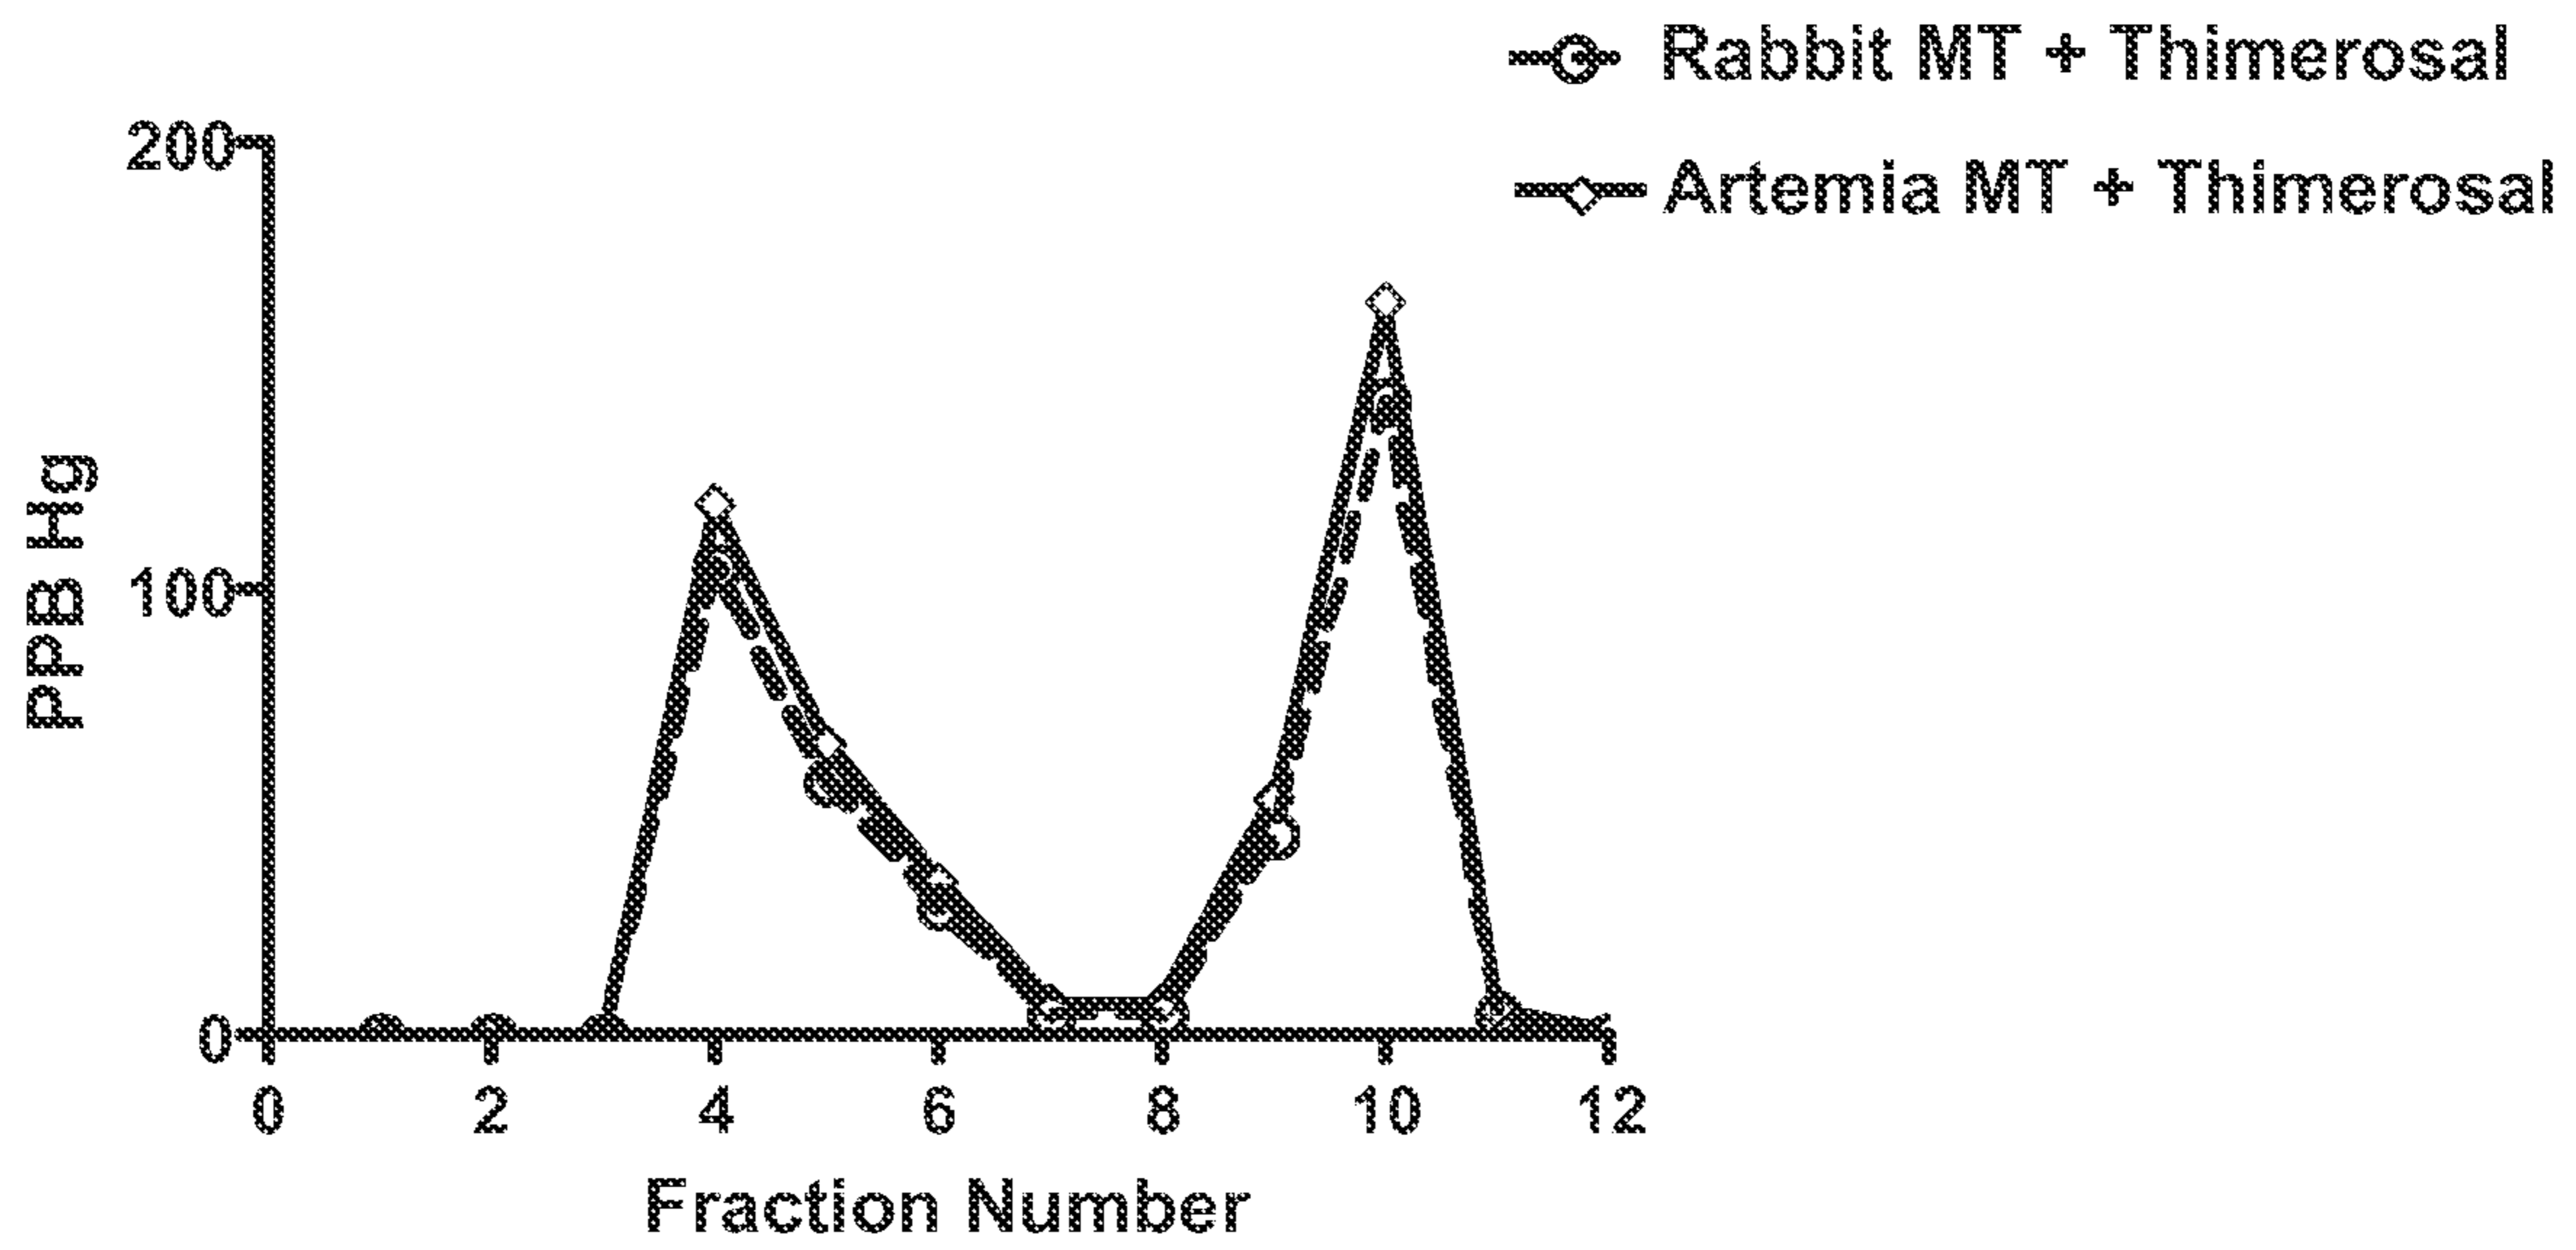 Rabbit MT + Thimerosal
Artemia MT + Thimerosal
200
100
0
PPB Hg
0 2 4 6 8 10 12
Fraction Number